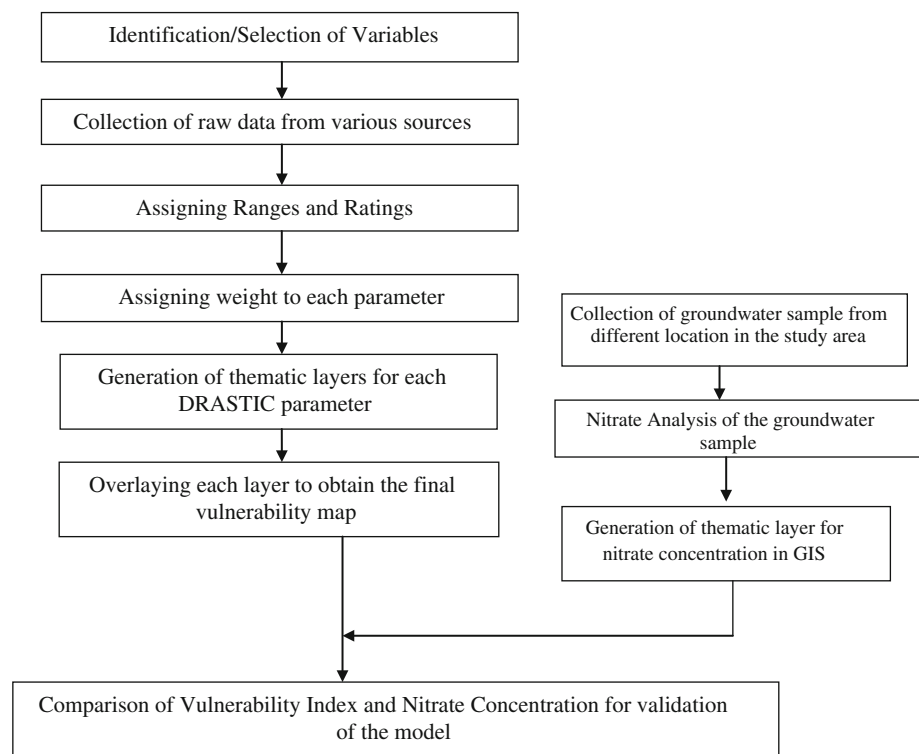 Identification/Selection of Variables
Collection of raw data from various sources
Assigning Ranges and Ratings
Assigning weight to each parameter
Generation of thematic layers for each
DRASTIC parameter
Overlaying each layer to obtain the final
vulnerability map
Collection of groundwater sample from
different location in the study area
Nitrate Analysis of the groundwater
sample
Generation of thematic layer for
nitrate concentration in GIS
Comparison of Vulnerability Index and Nitrate Concentration for validation
of the model